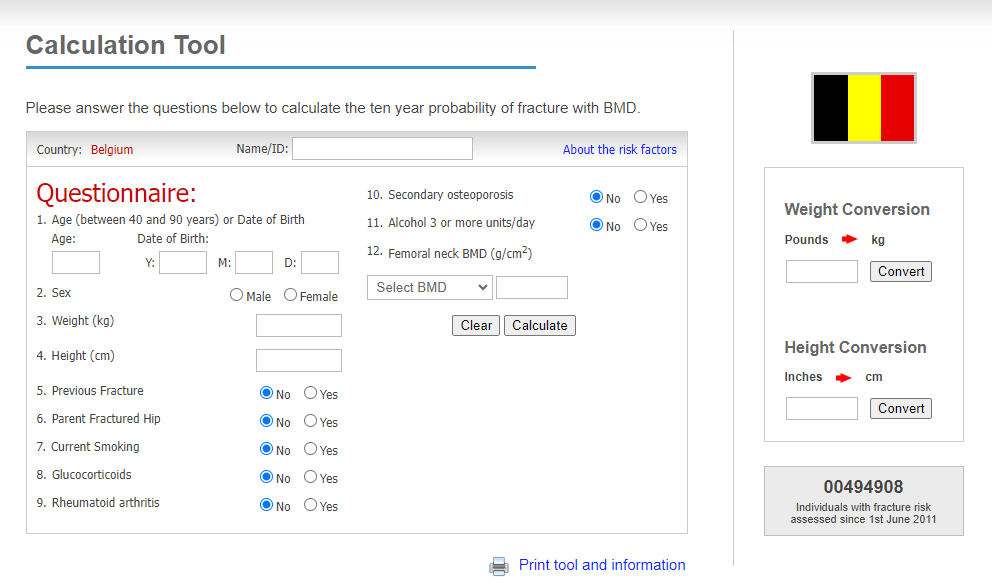 Calculation Tool
Please answer the questions below to calculate the ten year probability of fracture with BMD.
Country: Belgium Name/ID: About the risk factors
Questionnaire:
1. Age (between 40 and 90 years) or Date of Birth
Age: Date of Birth:
Y: M: D:
2. Sex Male Female
3. Weight (kg)
4. Height (cm)
5. Previous Fracture No Yes
6. Parent Fractured Hip No Yes
7. Current Smoking No Yes
8. Glucocorticoids No Yes
9. Rheumatoid arthritis No Yes
10. Secondary osteoporosis No Yes
11. Alcohol 3 or more units/day No Yes
12. Femoral neck BMD (g/cm²)
Select BMD
Clear Calculate
Print tool and information
Weight Conversion
Pounds kg
Convert
Height Conversion
Inches cm
Convert
00494908
Individuals with fracture risk
assessed since 1st June 2011